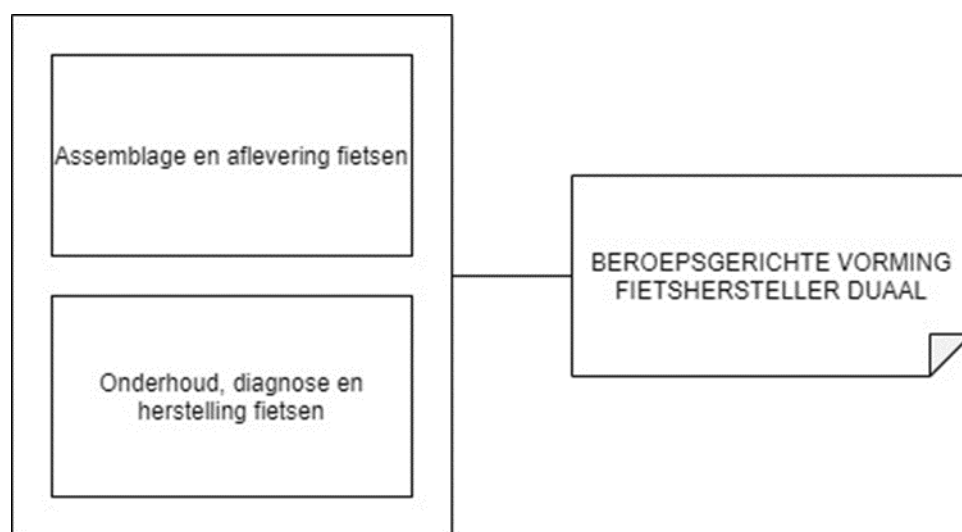 Assemblage en aflevering fietsen
Onderhoud, diagnose en
herstelling fietsen
BEROEPSGERICHTE VORMING
FIETSHERSTELLER DUAAL